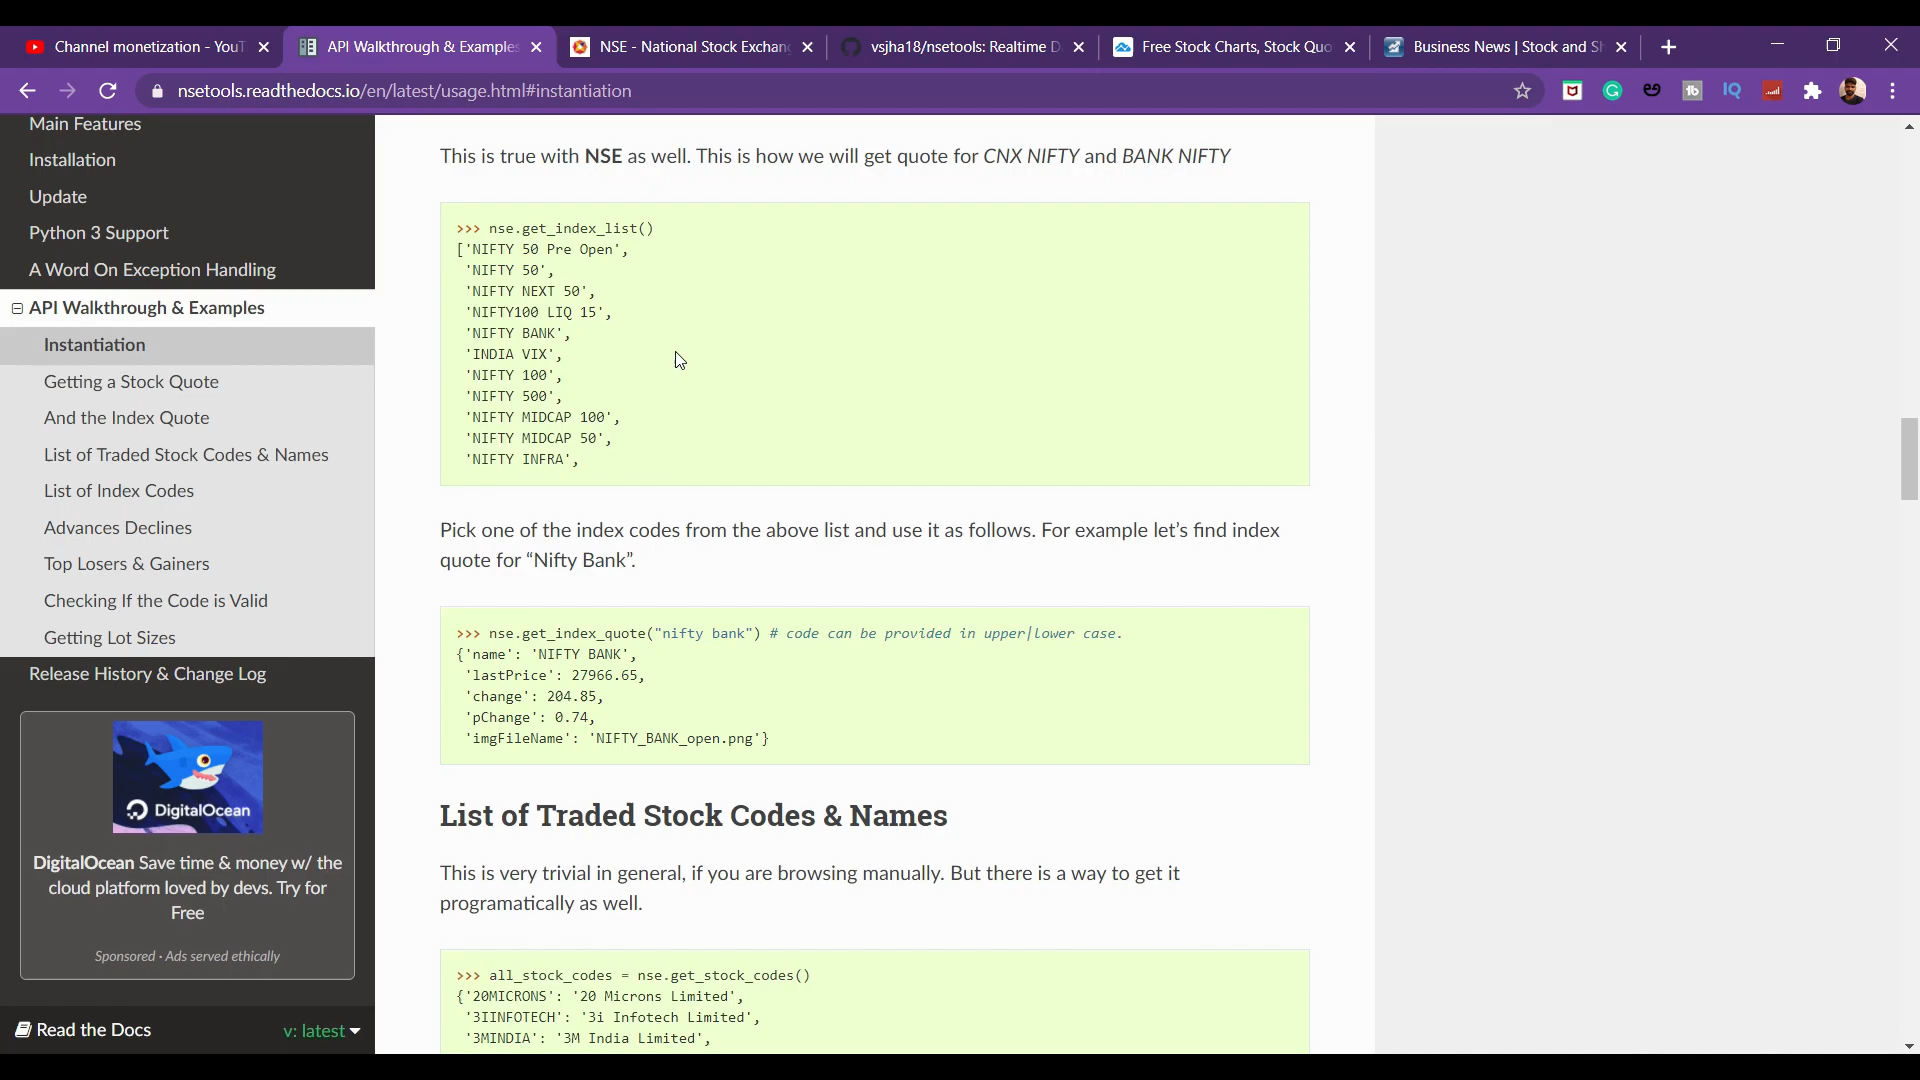 Channel monetization - YouT
API Walkthrough & Examples
NSE - National Stock Exchan
vsjha18/nsetools: Realtime D
Free Stock Charts, Stock Quo
Business News | Stock and Sh
nsetools.readthedocs.io/en/latest/usage.html#instantiation
Main Features
Installation
Update
Python 3 Support
A Word On Exception Handling
API Walkthrough & Examples
Instantiation
Getting a Stock Quote
And the Index Quote
List of Traded Stock Codes & Names
List of Index Codes
Advances Declines
Top Losers & Gainers
Checking If the Code is Valid
Getting Lot Sizes
Release History & Change Log
DigitalOcean
DigitalOcean Save time & money w/ the
cloud platform loved by devs. Try for
Free
Sponsored · Ads served ethically
Read the Docs
v: latest
This is true with NSE as well. This is how we will get quote for CNX NIFTY and BANK NIFTY
>>> nse.get_index_list()
['NIFTY 50 Pre Open',
'NIFTY 50',
'NIFTY NEXT 50',
'NIFTY100 LIQ 15',
'NIFTY BANK',
'INDIA VIX',
'NIFTY 100',
'NIFTY 500',
'NIFTY MIDCAP 100',
'NIFTY MIDCAP 50',
'NIFTY INFRA',
Pick one of the index codes from the above list and use it as follows. For example let’s find index
quote for “Nifty Bank”.
>>> nse.get_index_quote("nifty bank") # code can be provided in upper|lower case.
{'name': 'NIFTY BANK',
'lastPrice': 27966.65,
'change': 204.85,
'pChange': 0.74,
'imgFileName': 'NIFTY_BANK_open.png'}
List of Traded Stock Codes & Names
This is very trivial in general, if you are browsing manually. But there is a way to get it
programatically as well.
>>> all_stock_codes = nse.get_stock_codes()
{'20MICRONS': '20 Microns Limited',
'3IINFOTECH': '3i Infotech Limited',
'3MINDIA': '3M India Limited',